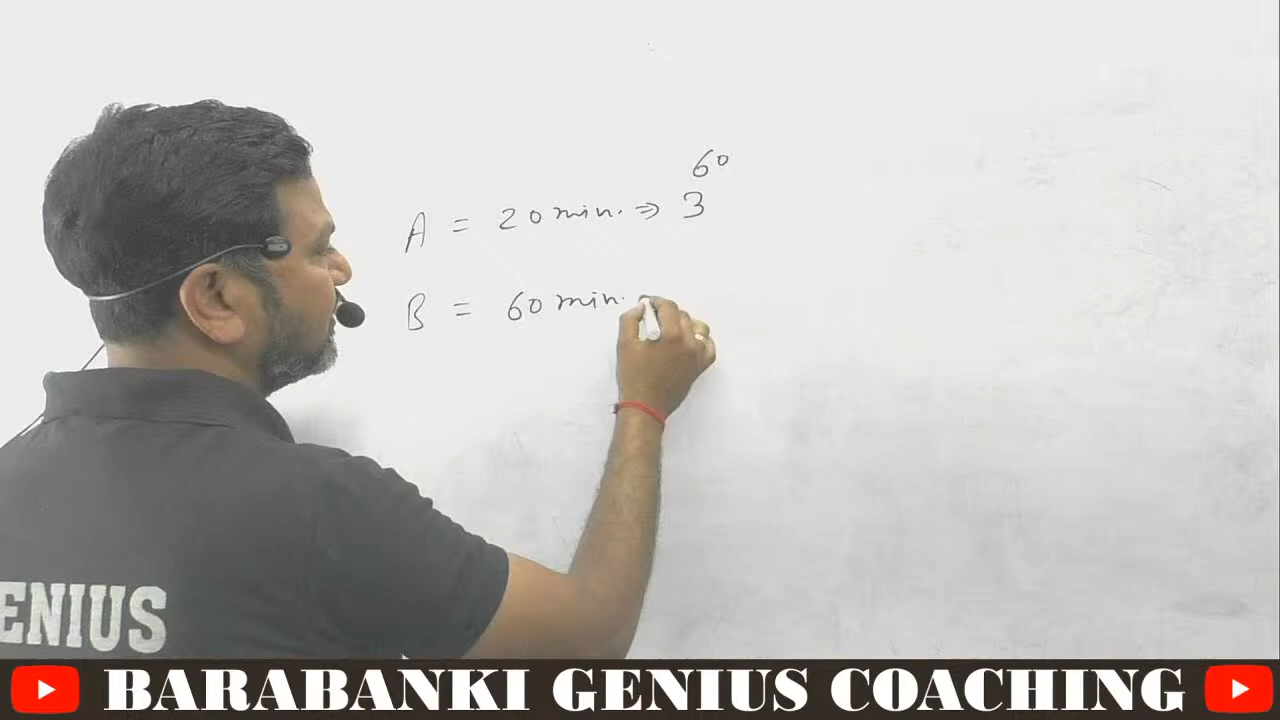 60
A = 20 min. ⇒ 3
B = 60 min.
ENIUS
BARABANKI GENIUS COACHING